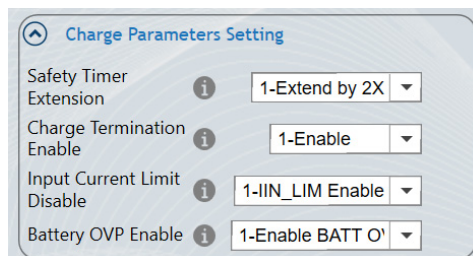 Charge Parameters Setting
Safety Timer
Extension
1-Extend by 2X
Charge Termination
Enable
1-Enable
Input Current Limit
Disable
1-IIN_LIM Enable
Battery OVP Enable
1-Enable BATT